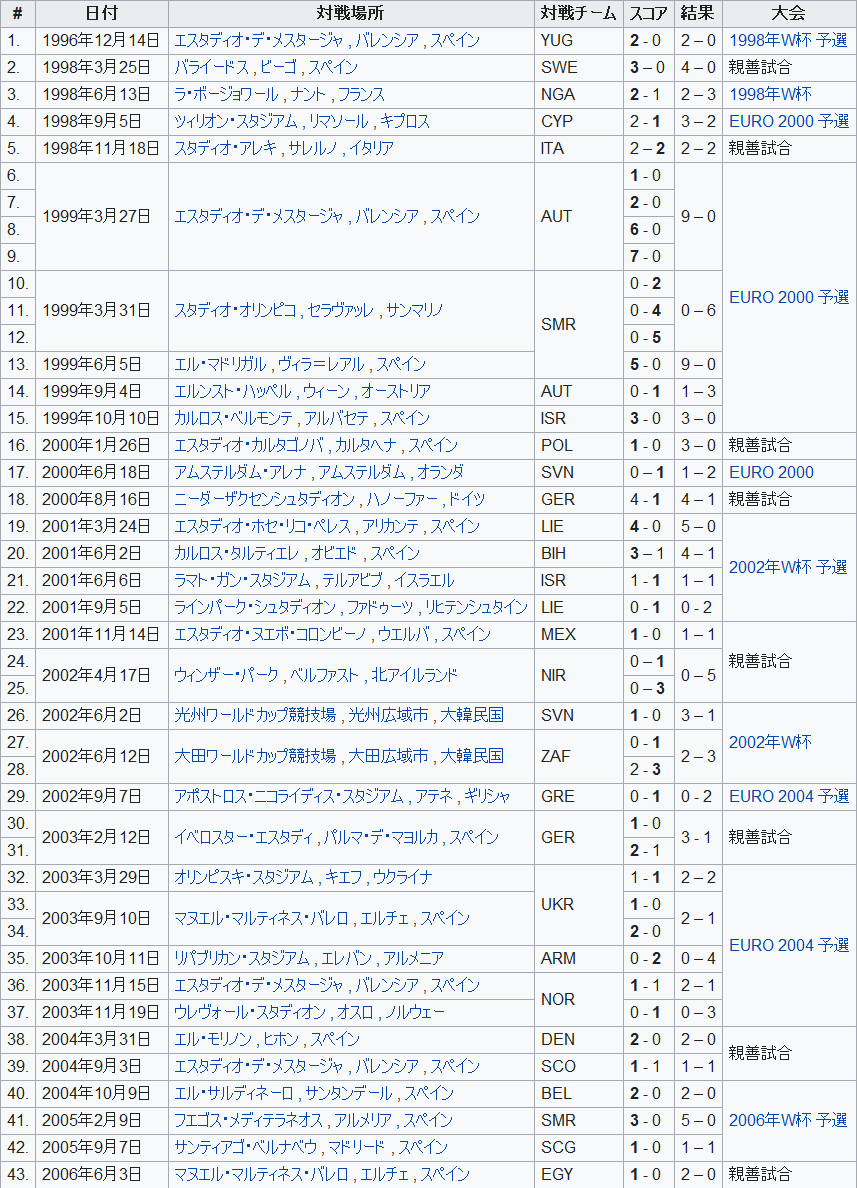 # 日付 対戦場所 対戦チーム スコア 結果 大会
1. 1996年12月14日 エスタディオ・デ・メスタージャ , バレンシア , スペイン YUG 2 - 0 2 – 0 1998年W杯 予選
2. 1998年3月25日 バライードス , ビーゴ , スペイン SWE 3 – 0 4 – 0 親善試合
3. 1998年6月13日 ラ・ボージョワール , ナント , フランス NGA 2 - 1 2 – 3 1998年W杯
4. 1998年9月5日 ツィリオン・スタジアム , リマソール , キプロス CYP 2 - 1 3 – 2 EURO 2000 予選
5. 1998年11月18日 スタディオ・アレキ , サレルノ , イタリア ITA 2 – 2 2 – 2 親善試合
6. 1 - 0
7. 2 - 0
1999年3月27日 エスタディオ・デ・メスタージャ , バレンシア , スペイン AUT 9 – 0
8. 6 - 0
9. 7 - 0
10. 0 - 2
EURO 2000 予選
11. 1999年3月31日 スタディオ・オリンピコ , セラヴァッレ , サンマリノ 0 - 4 0 – 6
SMR
12. 0 - 5
13. 1999年6月5日 エル・マドリガル , ヴィラ＝レアル , スペイン 5 - 0 9 – 0
14. 1999年9月4日 エルンスト・ハッペル , ウィーン , オーストリア AUT 0 - 1 1 – 3
15. 1999年10月10日 カルロス・ベルモンテ , アルバセテ , スペイン ISR 3 - 0 3 – 0
16. 2000年1月26日 エスタディオ・カルタゴノバ , カルタヘナ , スペイン POL 1 - 0 3 – 0 親善試合
17. 2000年6月18日 アムステルダム・アレナ , アムステルダム , オランダ SVN 0 – 1 1 – 2 EURO 2000
18. 2000年8月16日 ニーダーザクセンシュタディオン , ハノーファー , ドイツ GER 4 - 1 4 – 1 親善試合
19. 2001年3月24日 エスタディオ・ホセ・リコ・ペレス , アリカンテ , スペイン LIE 4 - 0 5 – 0
20. 2001年6月2日 カルロス・タルティエレ , オビエド , スペイン BIH 3 – 1 4 – 1
2002年W杯 予選
21. 2001年6月6日 ラマト・ガン・スタジアム , テルアビブ , イスラエル ISR 1 - 1 1 – 1
22. 2001年9月5日 ラインパーク・シュタディオン , ファドゥーツ , リヒテンシュタイン LIE 0 - 1 0 - 2
23. 2001年11月14日 エスタディオ・ヌエボ・コロンビーノ , ウエルバ , スペイン MEX 1 - 0 1 – 1
24. 0 – 1 親善試合
2002年4月17日 ウィンザー・パーク , ベルファスト , 北アイルランド NIR 0 – 5
25. 0 – 3
26. 2002年6月2日 光州ワールドカップ競技場 , 光州広域市 , 大韓民国 SVN 1 - 0 3 – 1
27. 0 - 1 2002年W杯
2002年6月12日 大田ワールドカップ競技場 , 大田広域市 , 大韓民国 ZAF 2 – 3
28. 2 - 3
29. 2002年9月7日 アポストロス・ニコライディス・スタジアム , アテネ , ギリシャ GRE 0 - 1 0 - 2 EURO 2004 予選
30. 1 - 0
2003年2月12日 イベロスター・エスタディ , パルマ・デ・マヨルカ , スペイン GER 3 - 1 親善試合
31. 2 - 1
32. 2003年3月29日 オリンピスキ・スタジアム , キエフ , ウクライナ 1 - 1 2 – 2
33. UKR 1 - 0
2003年9月10日 マヌエル・マルティネス・バレロ , エルチェ , スペイン 2 – 1
34. 2 - 0
EURO 2004 予選
35. 2003年10月11日 リパブリカン・スタジアム , エレバン , アルメニア ARM 0 - 2 0 – 4
36. 2003年11月15日 エスタディオ・デ・メスタージャ , バレンシア , スペイン 1 - 1 2 – 1
NOR
37. 2003年11月19日 ウレヴォール・スタディオン , オスロ , ノルウェー 0 - 1 0 – 3
38. 2004年3月31日 エル・モリノン , ヒホン , スペイン DEN 2 - 0 2 – 0
親善試合
39. 2004年9月3日 エスタディオ・デ・メスタージャ , バレンシア , スペイン SCO 1 - 1 1 – 1
40. 2004年10月9日 エル・サルディネーロ , サンタンデール , スペイン BEL 2 - 0 2 – 0
41. 2005年2月9日 フエゴス・メディテラネオス , アルメリア , スペイン SMR 3 - 0 5 – 0 2006年W杯 予選
42. 2005年9月7日 サンティアゴ・ベルナベウ , マドリード , スペイン SCG 1 - 0 1 – 1
43. 2006年6月3日 マヌエル・マルティネス・バレロ , エルチェ , スペイン EGY 1 - 0 2 – 0 親善試合